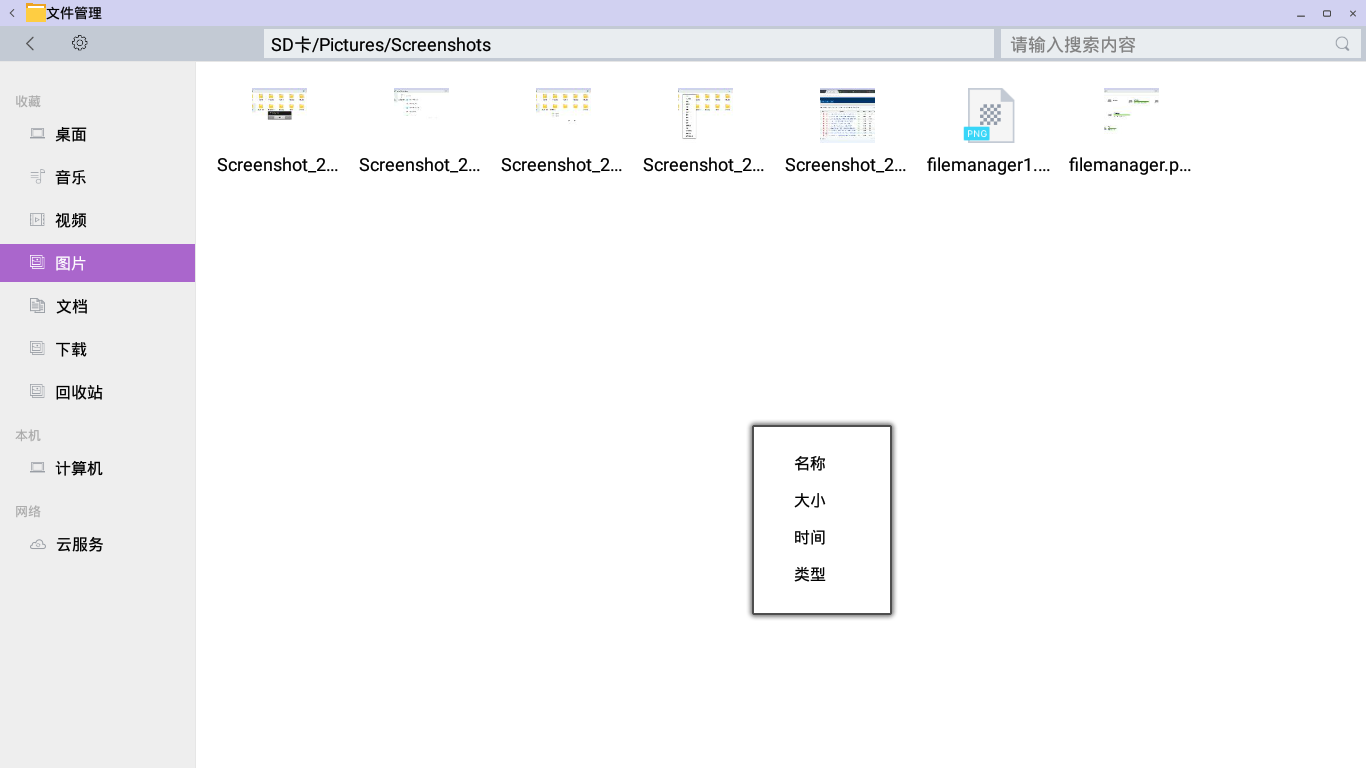 文件管理
SD卡/Pictures/Screenshots
请输入搜索内容
收藏
桌面
音乐
视频
图片
文档
下载
回收站
本机
计算机
网络
云服务
Screenshot_2...
Screenshot_2...
Screenshot_2...
Screenshot_2...
Screenshot_2...
PNG
filemanager1....
filemanager.p...
名称
大小
时间
类型